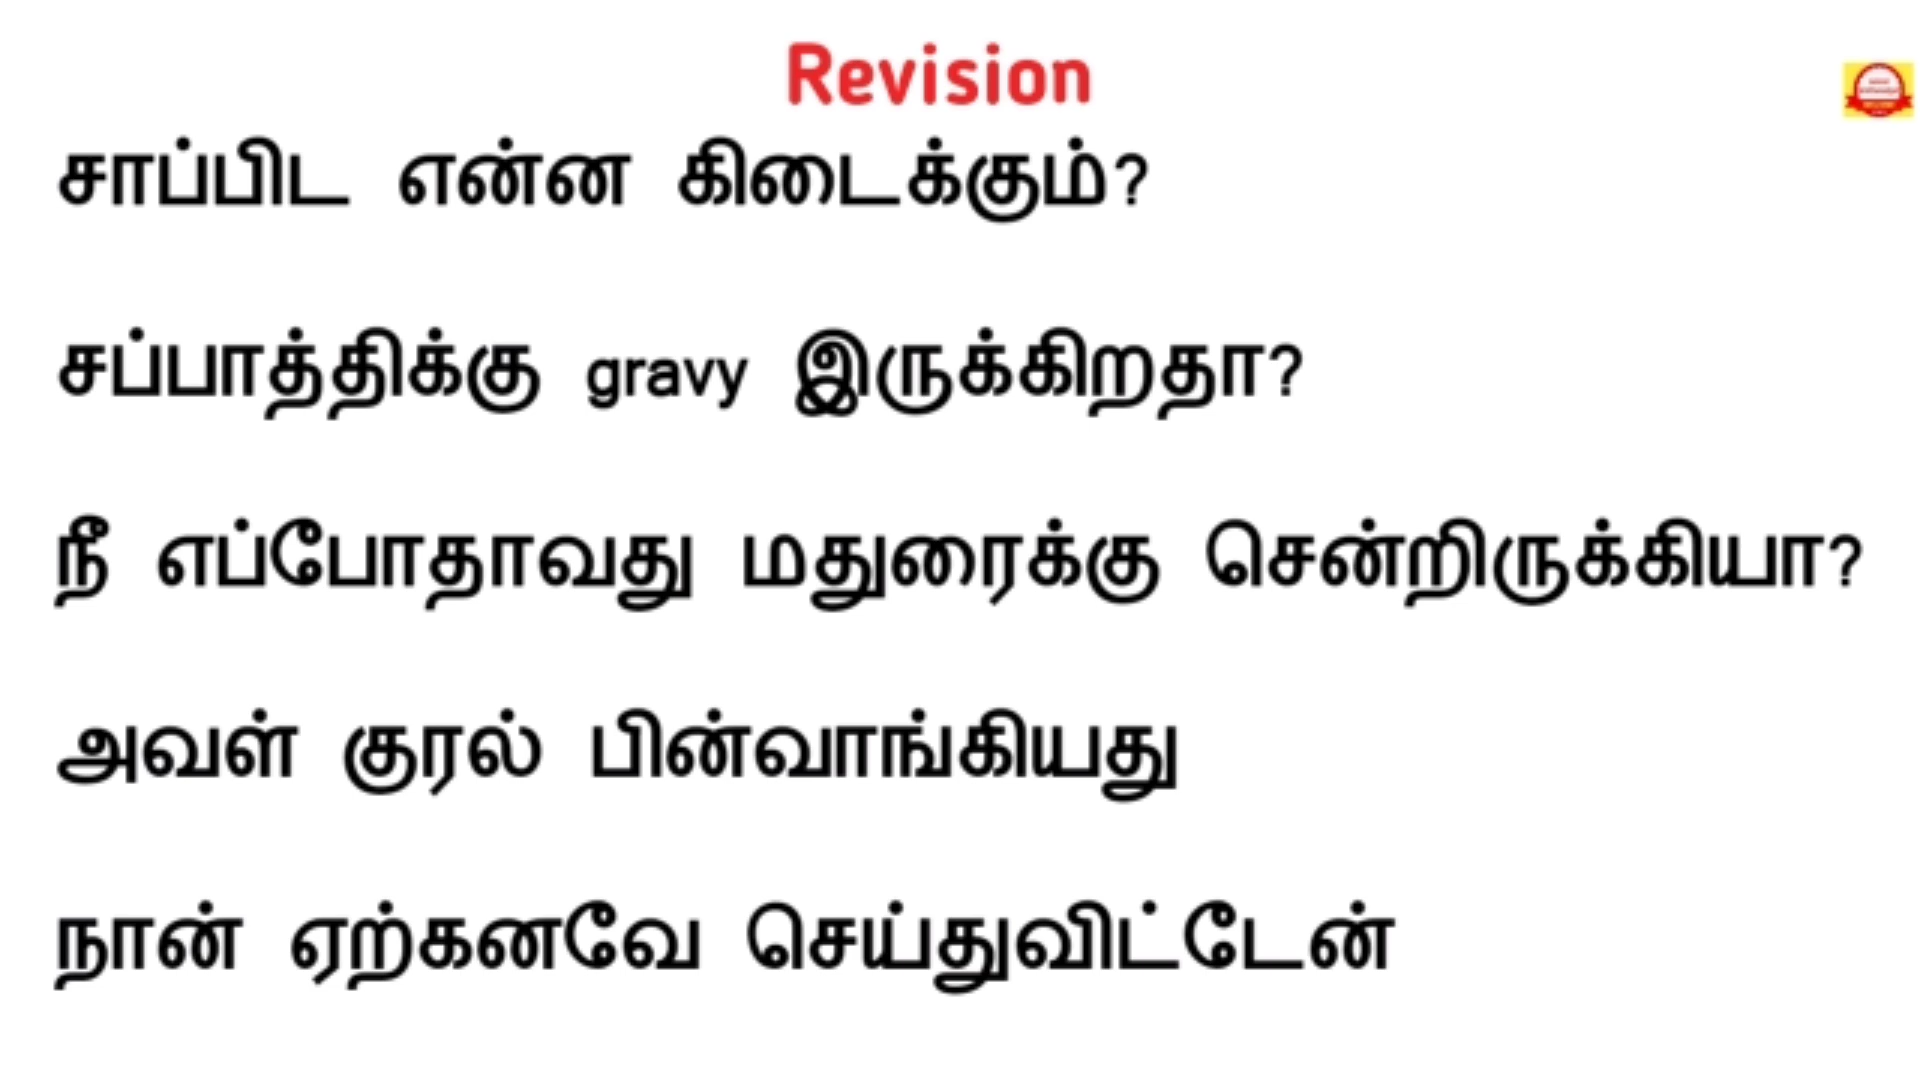 Revision
சாப்பிட என்ன கிடைக்கும்?
சப்பாத்திக்கு gravy இருக்கிறதா?
நீ எப்போதாவது மதுரைக்கு சென்றிருக்கியா?
அவள் குரல் பின்வாங்கியது
நான் ஏற்கனவே செய்துவிட்டேன்